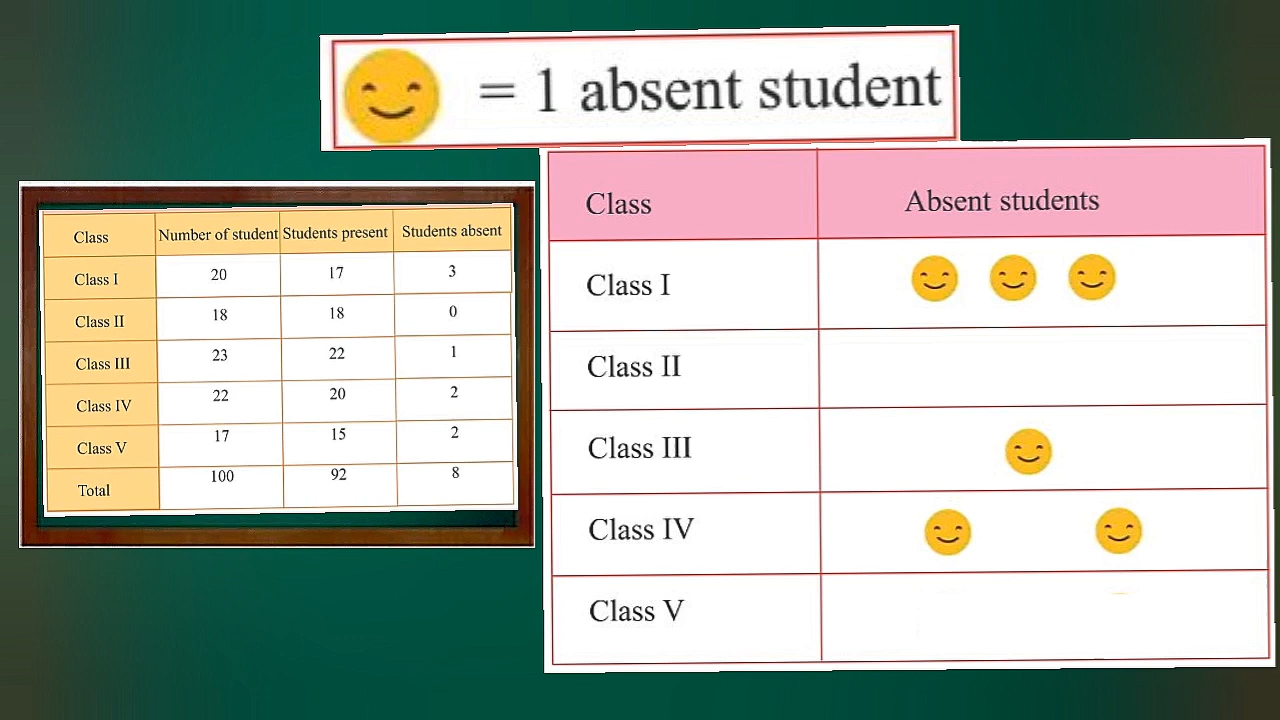 = 1 absent student
Class Number of student Students present Students absent
Class I 20 17 3
Class II 18 18 0
Class III 23 22 1
Class IV 22 20 2
Class V 17 15 2
Total 100 92 8
Class Absent students
Class I
Class II
Class III
Class IV
Class V